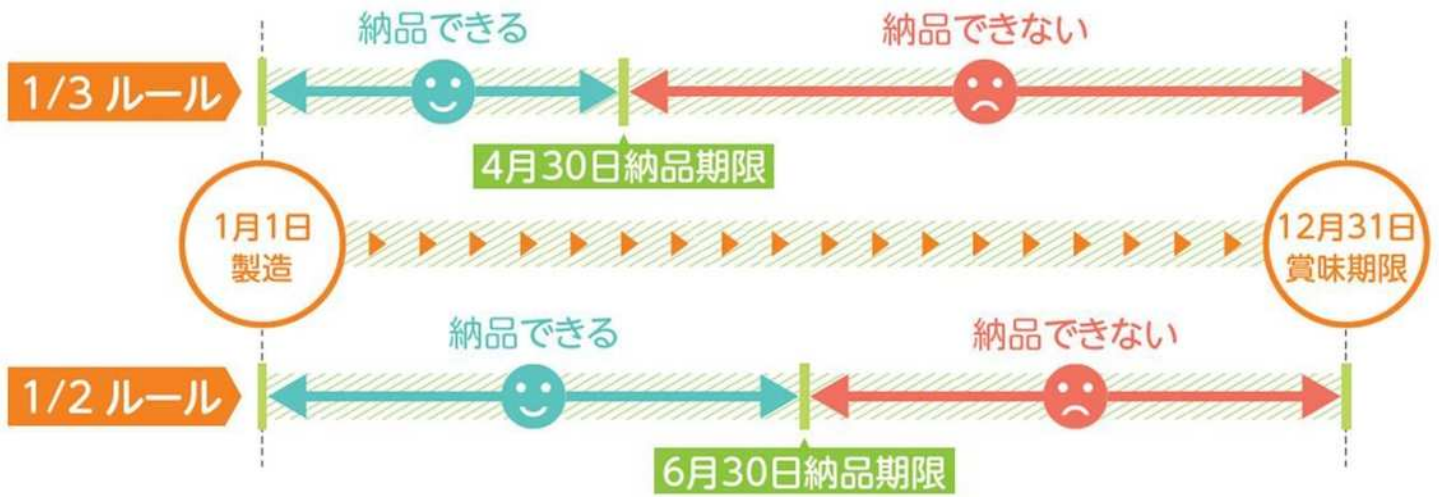 納品できる
納品できない
1/3 ルール
4月30日納品期限
1月1日
製造
12月31日
賞味期限
納品できる
納品できない
1/2 ルール
6月30日納品期限